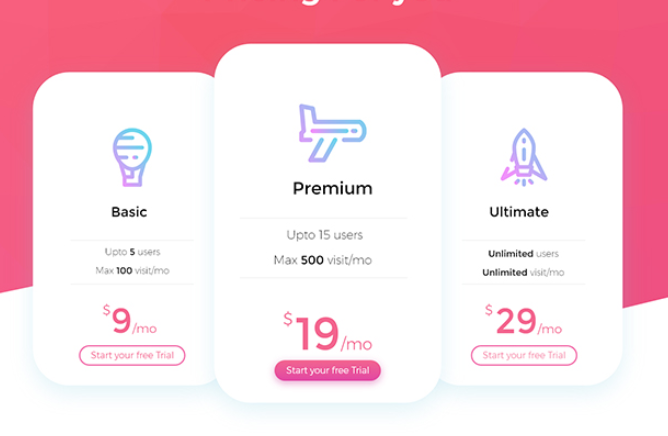 Basic
Upto 5 users
Max 100 visit/mo
$9/mo
Start your free Trial
Premium
Upto 15 users
Max 500 visit/mo
$19/mo
Start your free Trial
Ultimate
Unlimited users
Unlimited visit/mo
$29/mo
Start your free Trial